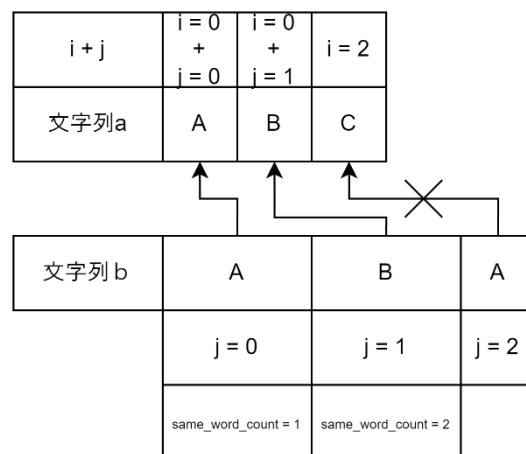 i + j
i = 0
+
j = 0
i = 0
+
j = 1
i = 2
文字列a
A
B
C
文字列ｂ
A
B
A
j = 0
j = 1
j = 2
same_word_count = 1
same_word_count = 2